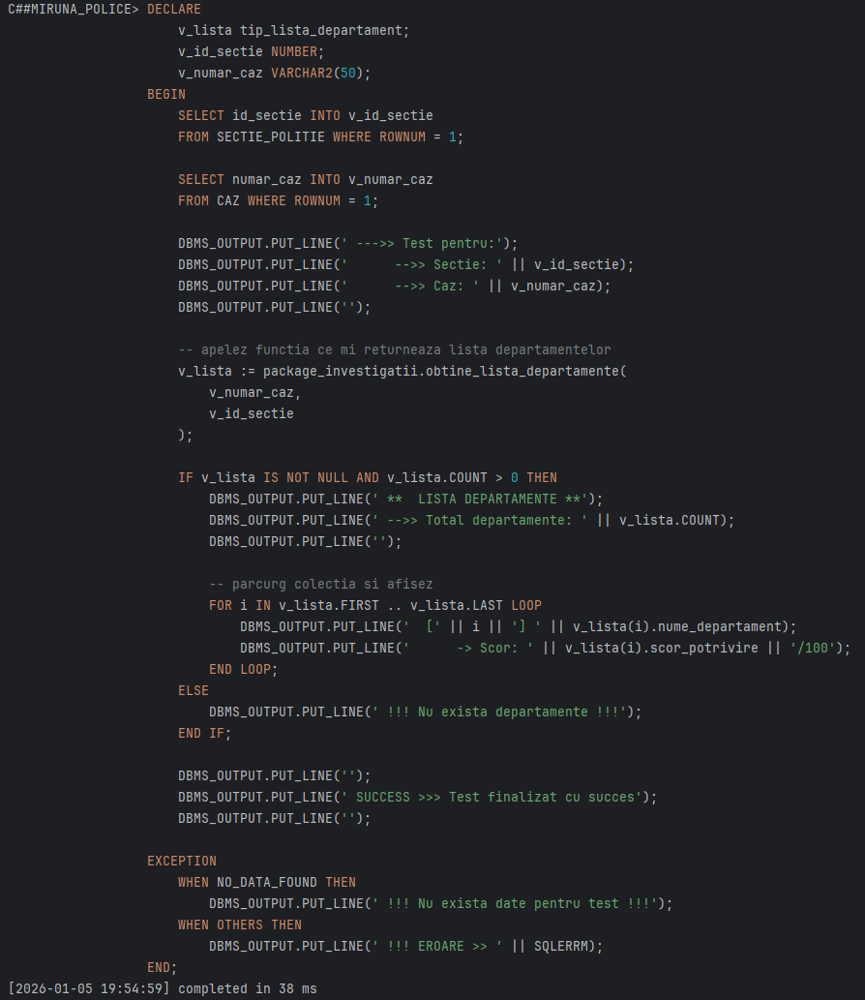 C##MIRUNA_POLICE> DECLARE
v_lista tip_lista_departament;
v_id_sectie NUMBER;
v_numar_caz VARCHAR2(50);
BEGIN
SELECT id_sectie INTO v_id_sectie
FROM SECTIE_POLITIE WHERE ROWNUM = 1;
SELECT numar_caz INTO v_numar_caz
FROM CAZ WHERE ROWNUM = 1;
DBMS_OUTPUT.PUT_LINE(' --->> Test pentru:');
DBMS_OUTPUT.PUT_LINE('      -->> Sectie: ' || v_id_sectie);
DBMS_OUTPUT.PUT_LINE('      -->> Caz: ' || v_numar_caz);
DBMS_OUTPUT.PUT_LINE('');
-- apelez functia ce mi returneaza lista departamentelor
v_lista := package_investigatii.obtine_lista_departamente(
v_numar_caz,
v_id_sectie
);
IF v_lista IS NOT NULL AND v_lista.COUNT > 0 THEN
DBMS_OUTPUT.PUT_LINE(' **  LISTA DEPARTAMENTE **');
DBMS_OUTPUT.PUT_LINE(' -->> Total departamente: ' || v_lista.COUNT);
DBMS_OUTPUT.PUT_LINE('');
-- parcurg colectia si afisez
FOR i IN v_lista.FIRST .. v_lista.LAST LOOP
DBMS_OUTPUT.PUT_LINE('  [' || i || '] ' || v_lista(i).nume_departament);
DBMS_OUTPUT.PUT_LINE('      -> Scor: ' || v_lista(i).scor_potrivire || '/100');
END LOOP;
ELSE
DBMS_OUTPUT.PUT_LINE(' !!! Nu exista departamente !!!');
END IF;
DBMS_OUTPUT.PUT_LINE('');
DBMS_OUTPUT.PUT_LINE(' SUCCESS >>> Test finalizat cu succes');
DBMS_OUTPUT.PUT_LINE('');
EXCEPTION
WHEN NO_DATA_FOUND THEN
DBMS_OUTPUT.PUT_LINE(' !!! Nu exista date pentru test !!!');
WHEN OTHERS THEN
DBMS_OUTPUT.PUT_LINE(' !!! EROARE >> ' || SQLERRM);
END;
[2026-01-05 19:54:59] completed in 38 ms